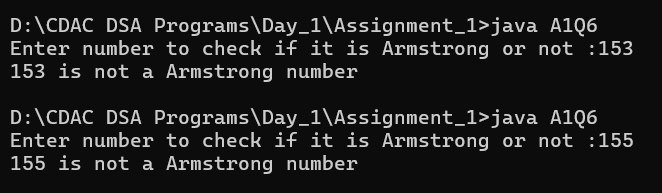 D:\CDAC DSA Programs\Day_1\Assignment_1>java A1Q6
Enter number to check if it is Armstrong or not :153
153 is not a Armstrong number
D:\CDAC DSA Programs\Day_1\Assignment_1>java A1Q6
Enter number to check if it is Armstrong or not :155
155 is not a Armstrong number